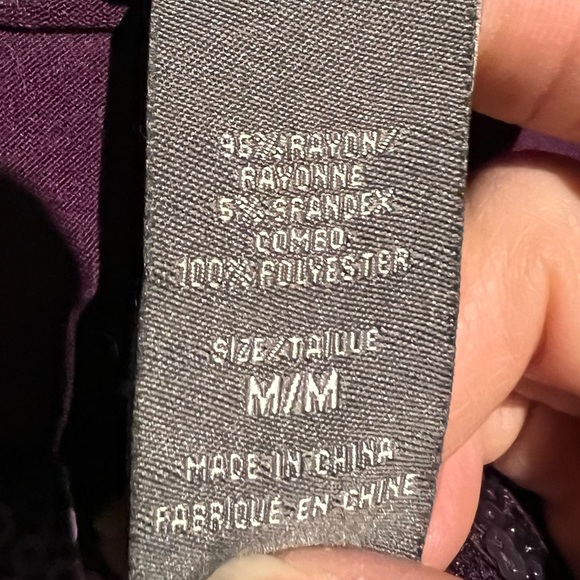 95% RAYON/
RAYONNE
5% SPANDEX
COMBO
100% POLYESTER
SIZE/TAILLE
M/M
MADE IN CHINA
FABRIQUÉ EN CHINE